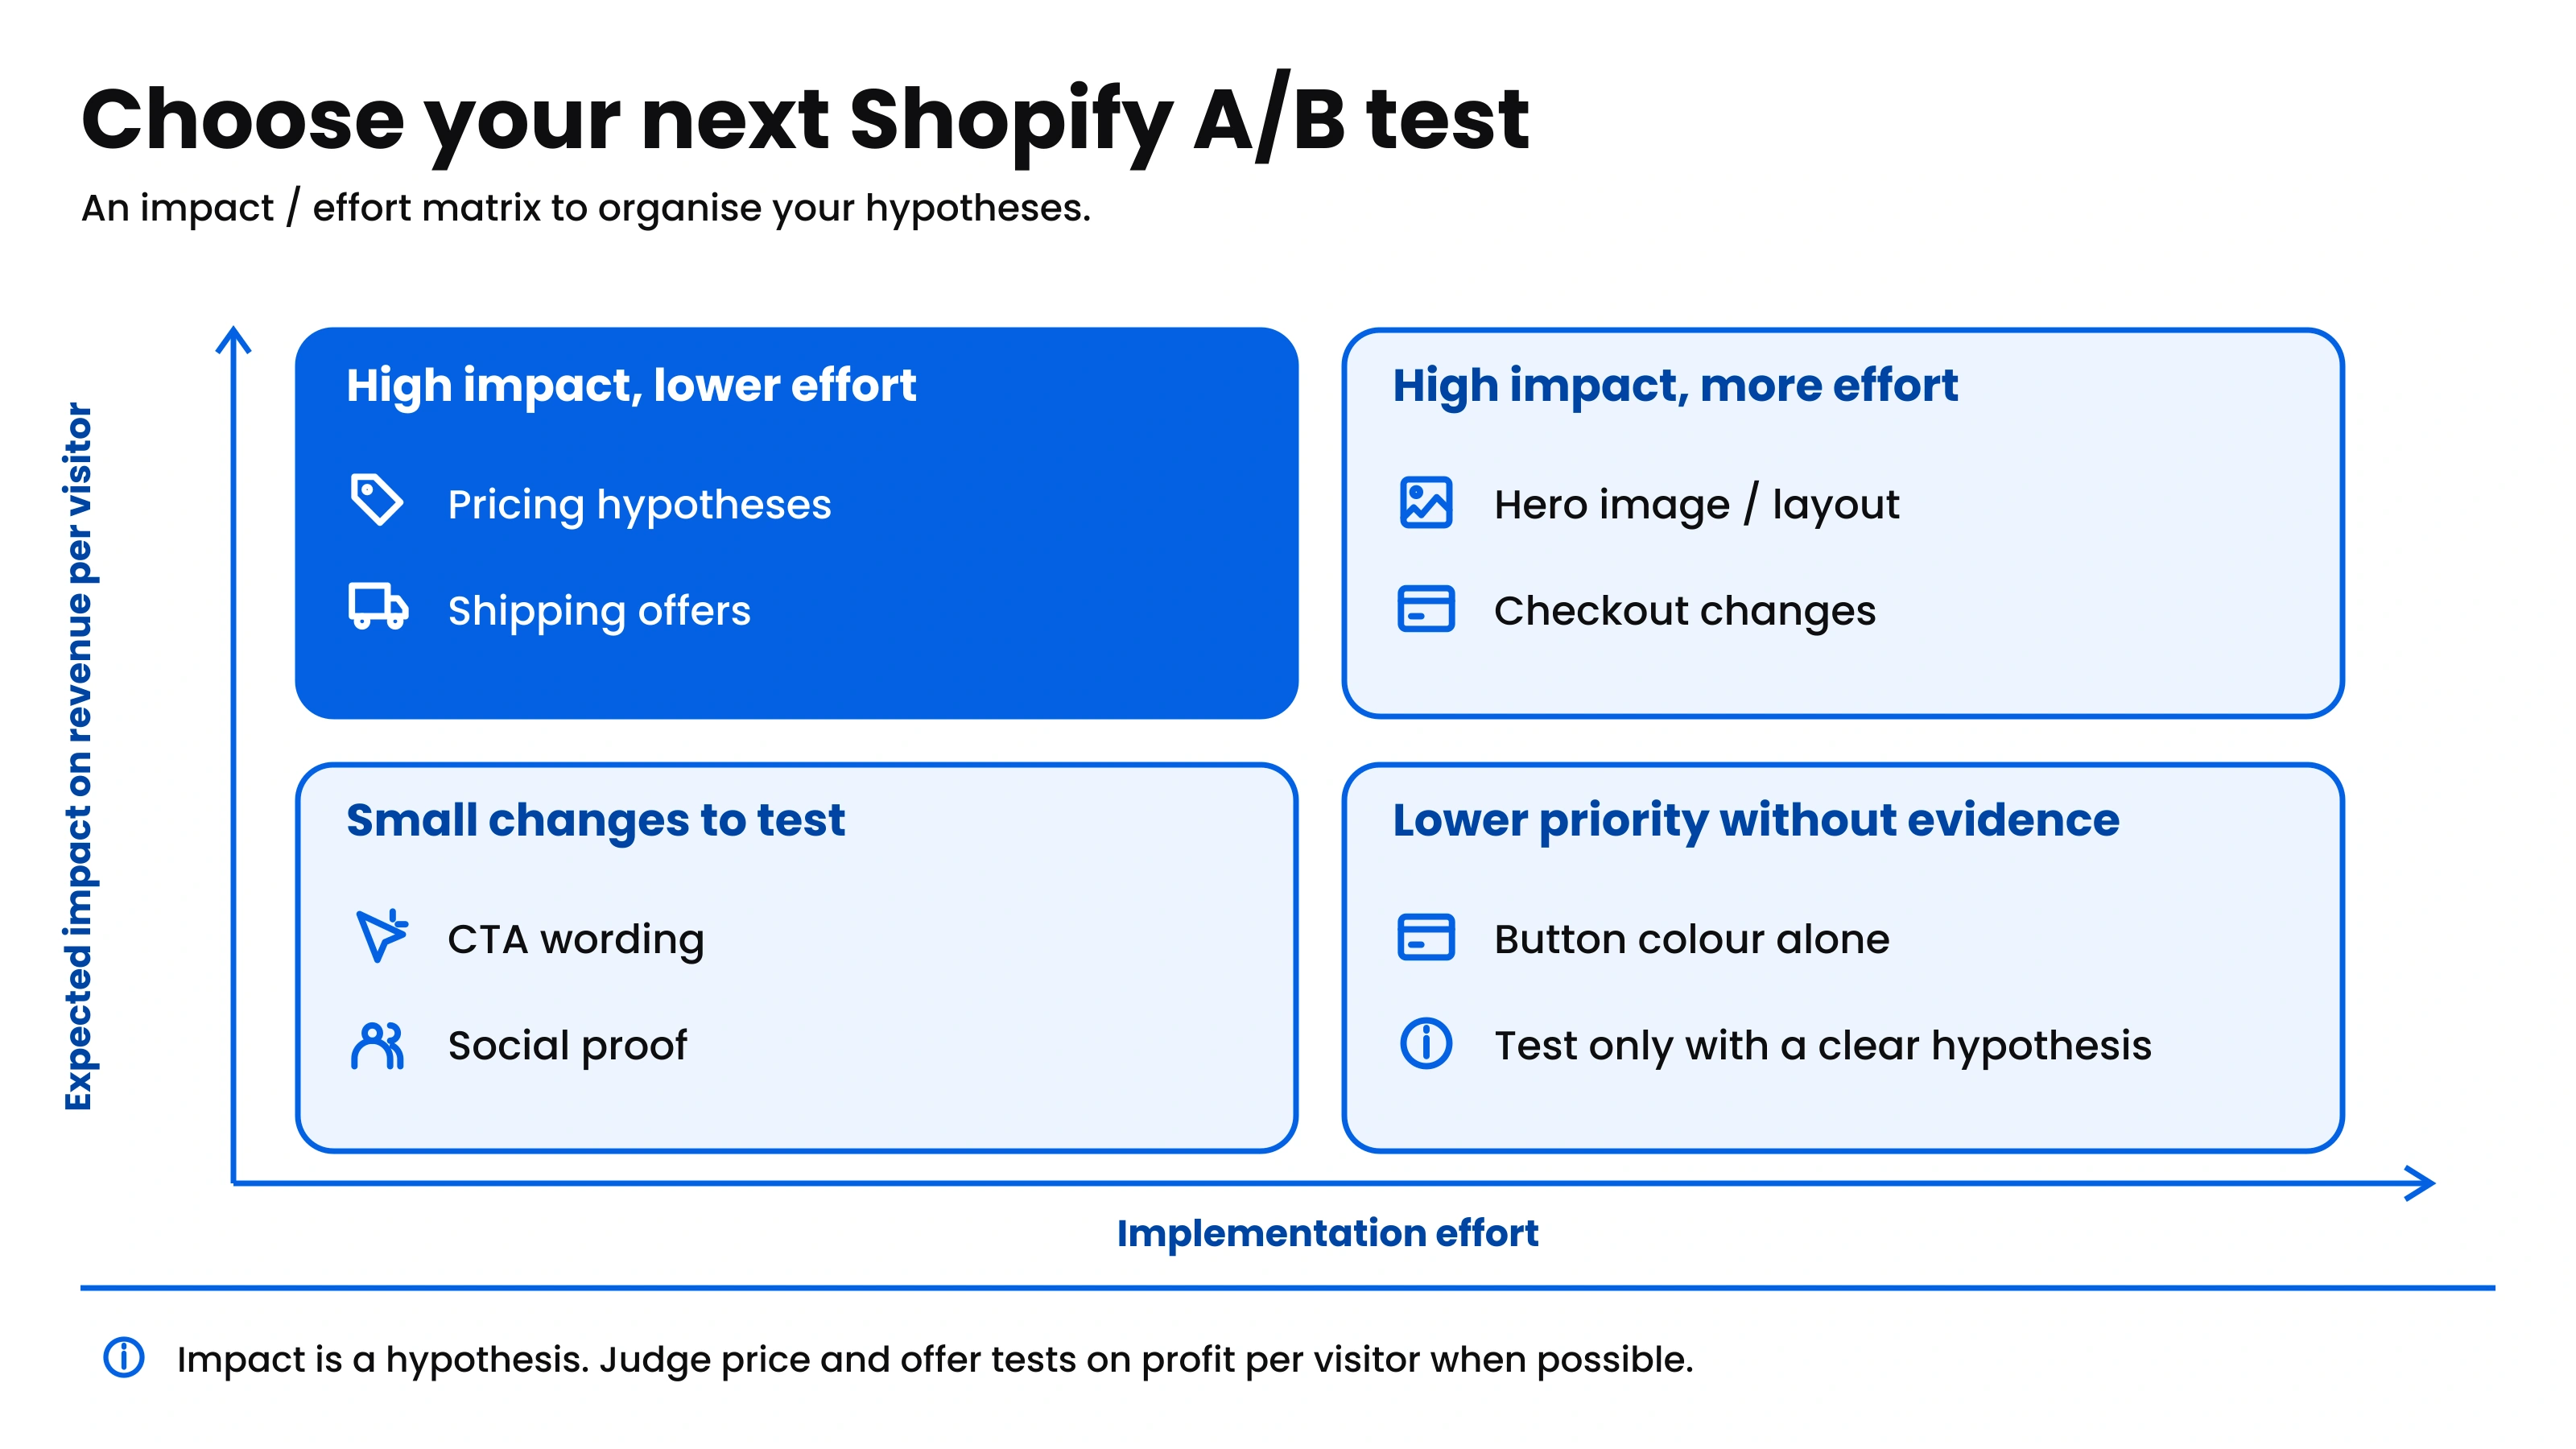 Choose your next Shopify A/B test
An impact / effort matrix to organise your hypotheses.
Expected impact on revenue per visitor
High impact, lower effort
Pricing hypotheses
Shipping offers
High impact, more effort
Hero image / layout
Checkout changes
Small changes to test
CTA wording
Social proof
Lower priority without evidence
Button colour alone
Test only with a clear hypothesis
Implementation effort
Impact is a hypothesis. Judge price and offer tests on profit per visitor when possible.